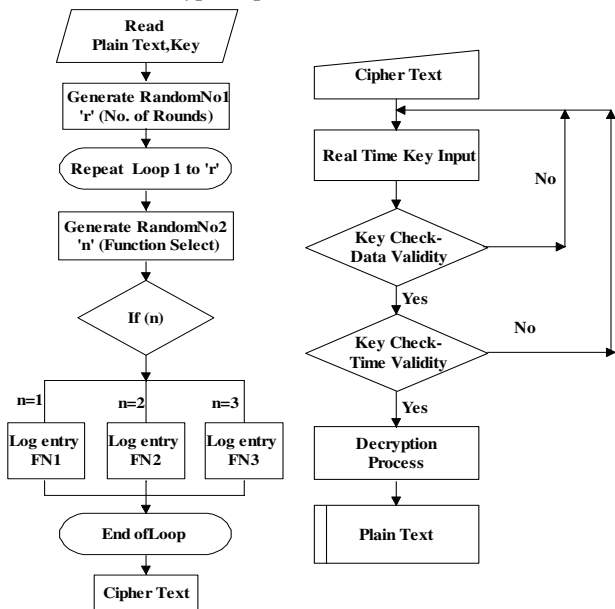 Read
Plain Text,Key
Generate RandomNo1
'r' (No. of Rounds)
Repeat Loop 1 to 'r'
Generate RandomNo2
'n' (Function Select)
If (n)
n=1
n=2
n=3
Log entry
FN1
Log entry
FN2
Log entry
FN3
End ofLoop
Cipher Text
Cipher Text
Real Time Key Input
No
Key Check-
Data Validity
Yes
No
Key Check-
Time Validity
Yes
Decryption
Process
Plain Text